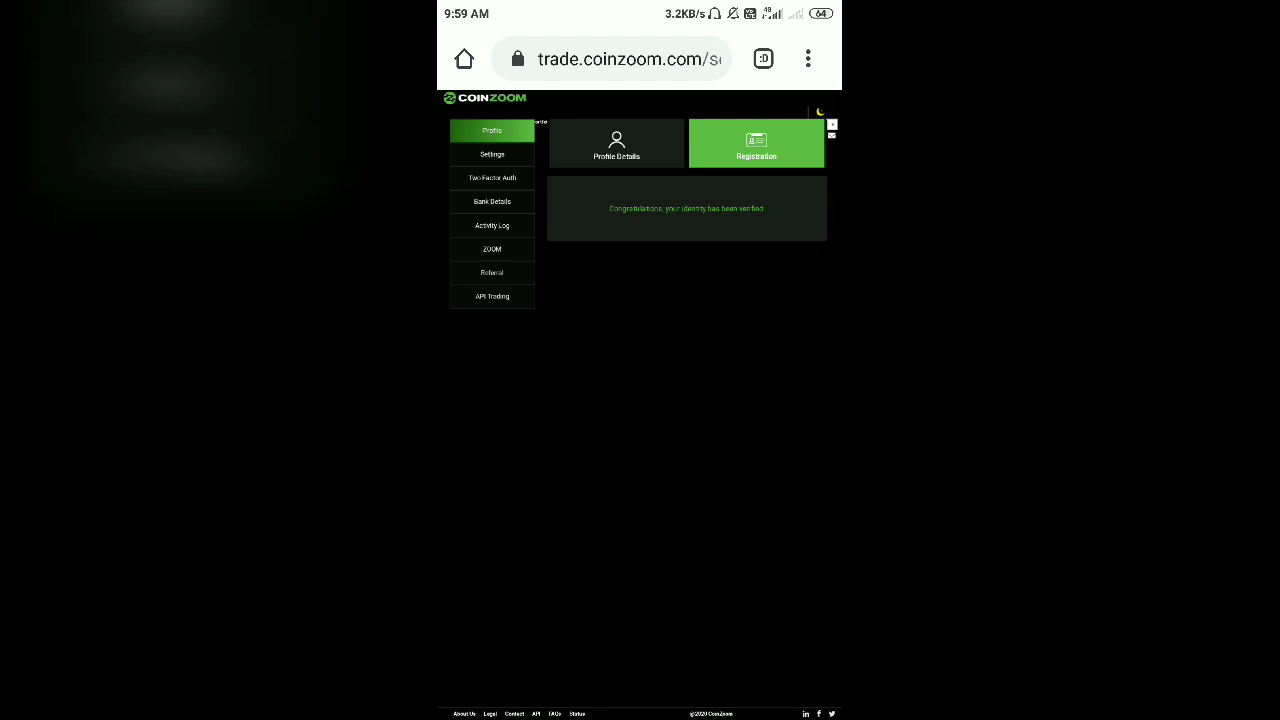 9:59 AM
3.2KB/s
4G
64
trade.coinzoom.com/se
:D
COINZOOM
Profile
Settings
Two Factor Auth
Bank Details
Activity Log
ZOOM
Referral
API Trading
Profile Details
Registration
Congratulations, your identity has been verified.
About Us Legal Contact API FAQs Status
@2020 CoinZoom